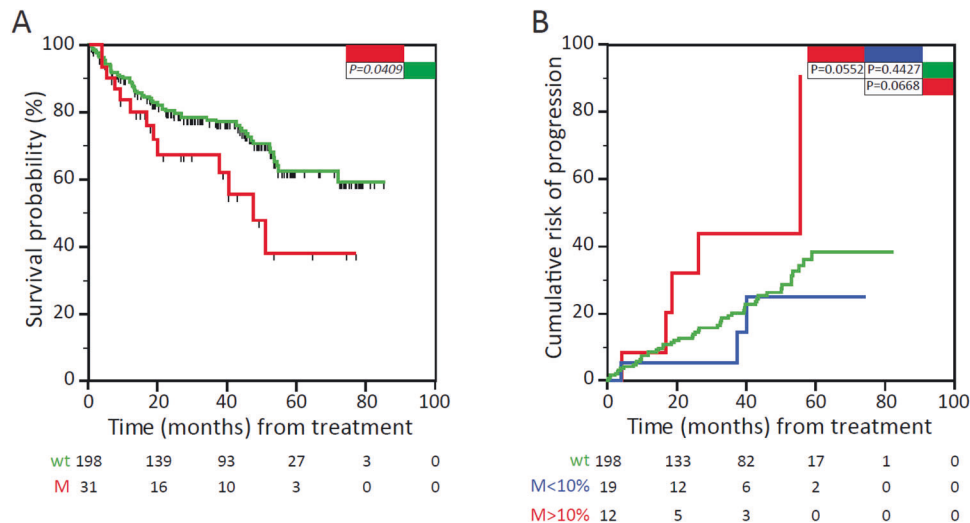 A
Survival probability (%)
100
80
60
40
20
0
P=0.0409
0 20 40 60 80 100
Time (months) from treatment
wt 198 139 93 27 3 0
M 31 16 10 3 0 0
B
Cumulative risk of progression
100
80
60
40
20
0
P=0.0552 P=0.4427
P=0.0668
0 20 40 60 80 100
Time (months) from treatment
wt 198 133 82 17 1 0
M<10% 19 12 6 2 0 0
M>10% 12 5 3 0 0 0